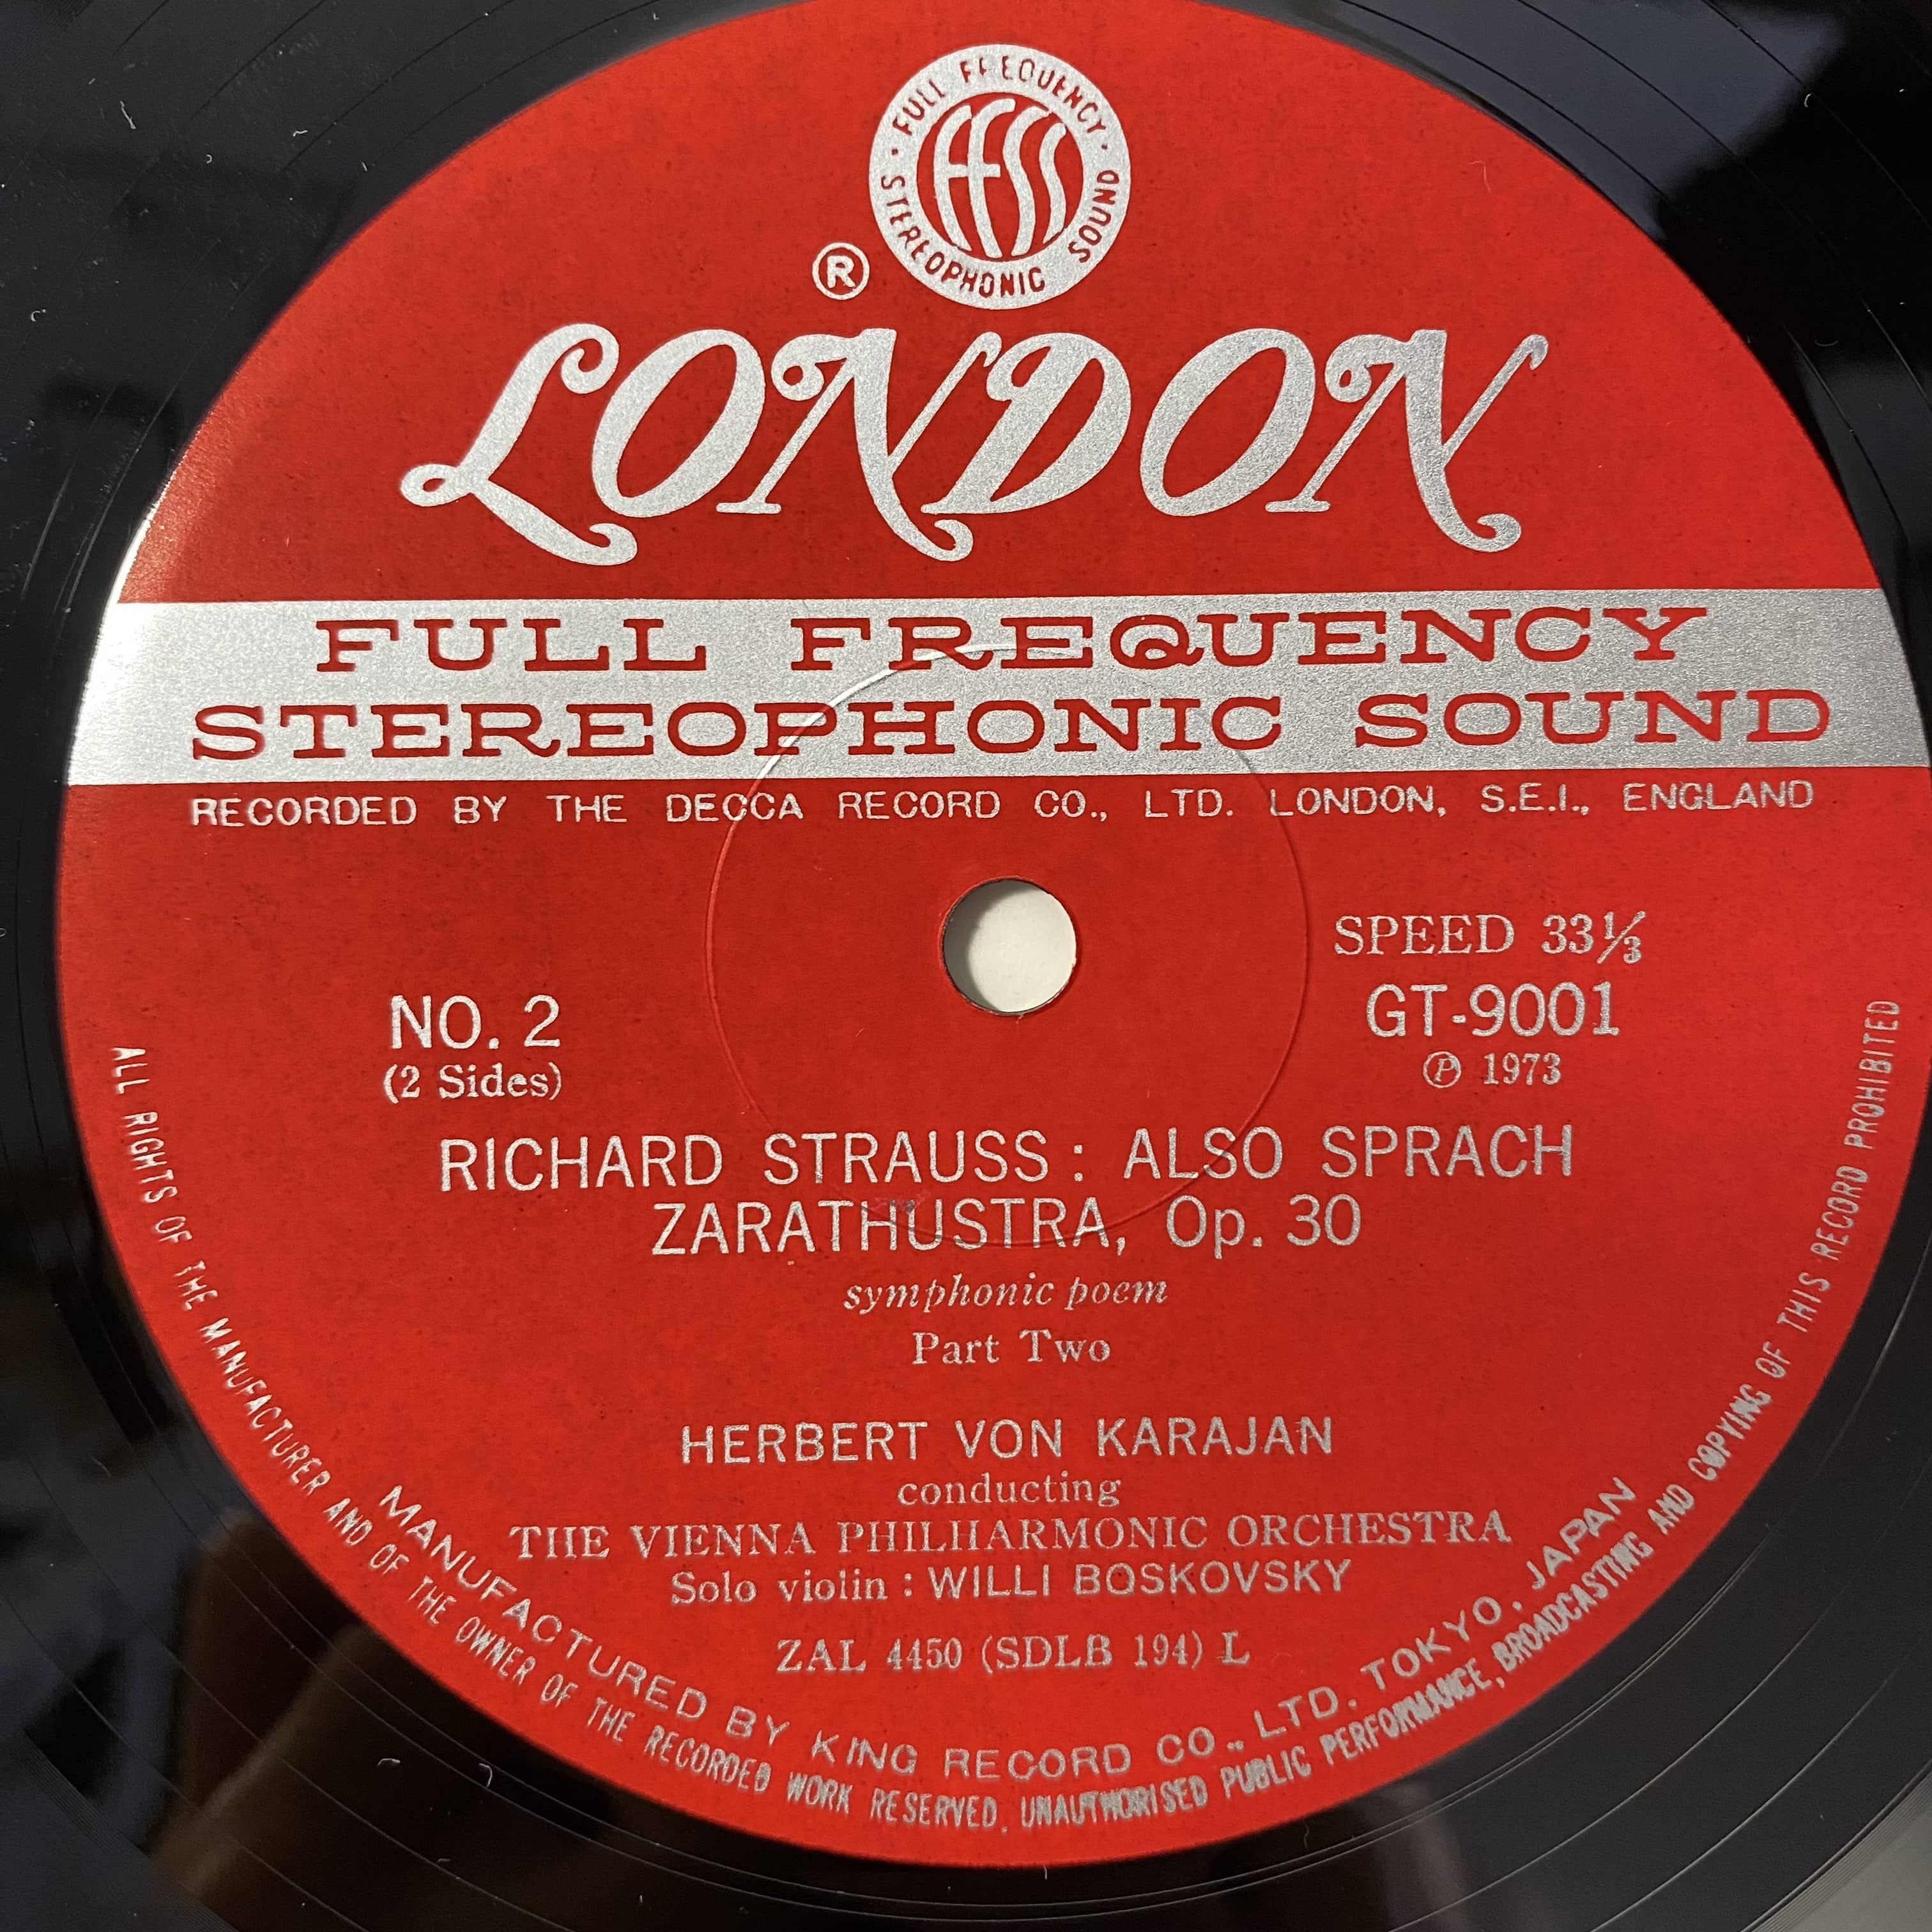 FULL FREQUENCY
STEREOPHONIC SOUND
ffss
®
LONDON
FULL FREQUENCY
STEREOPHONIC SOUND
RECORDED BY THE DECCA RECORD CO., LTD. LONDON, S.E.I., ENGLAND
SPEED 33⅓
NO. 2
GT-9001
(2 Sides)
℗ 1973
RICHARD STRAUSS : ALSO SPRACH
ZARATHUSTRA, Op. 30
symphonic poem
Part Two
HERBERT VON KARAJAN
conducting
THE VIENNA PHILHARMONIC ORCHESTRA
Solo violin : WILLI BOSKOVSKY
ZAL 4450 (SDLB 194) L
MANUFACTURED BY KING RECORD CO., LTD. TOKYO, JAPAN
ALL RIGHTS OF THE MANUFACTURER AND OF THE OWNER OF THE RECORDED WORK RESERVED. UNAUTHORISED PUBLIC PERFORMANCE, BROADCASTING AND COPYING OF THIS RECORD PROHIBITED